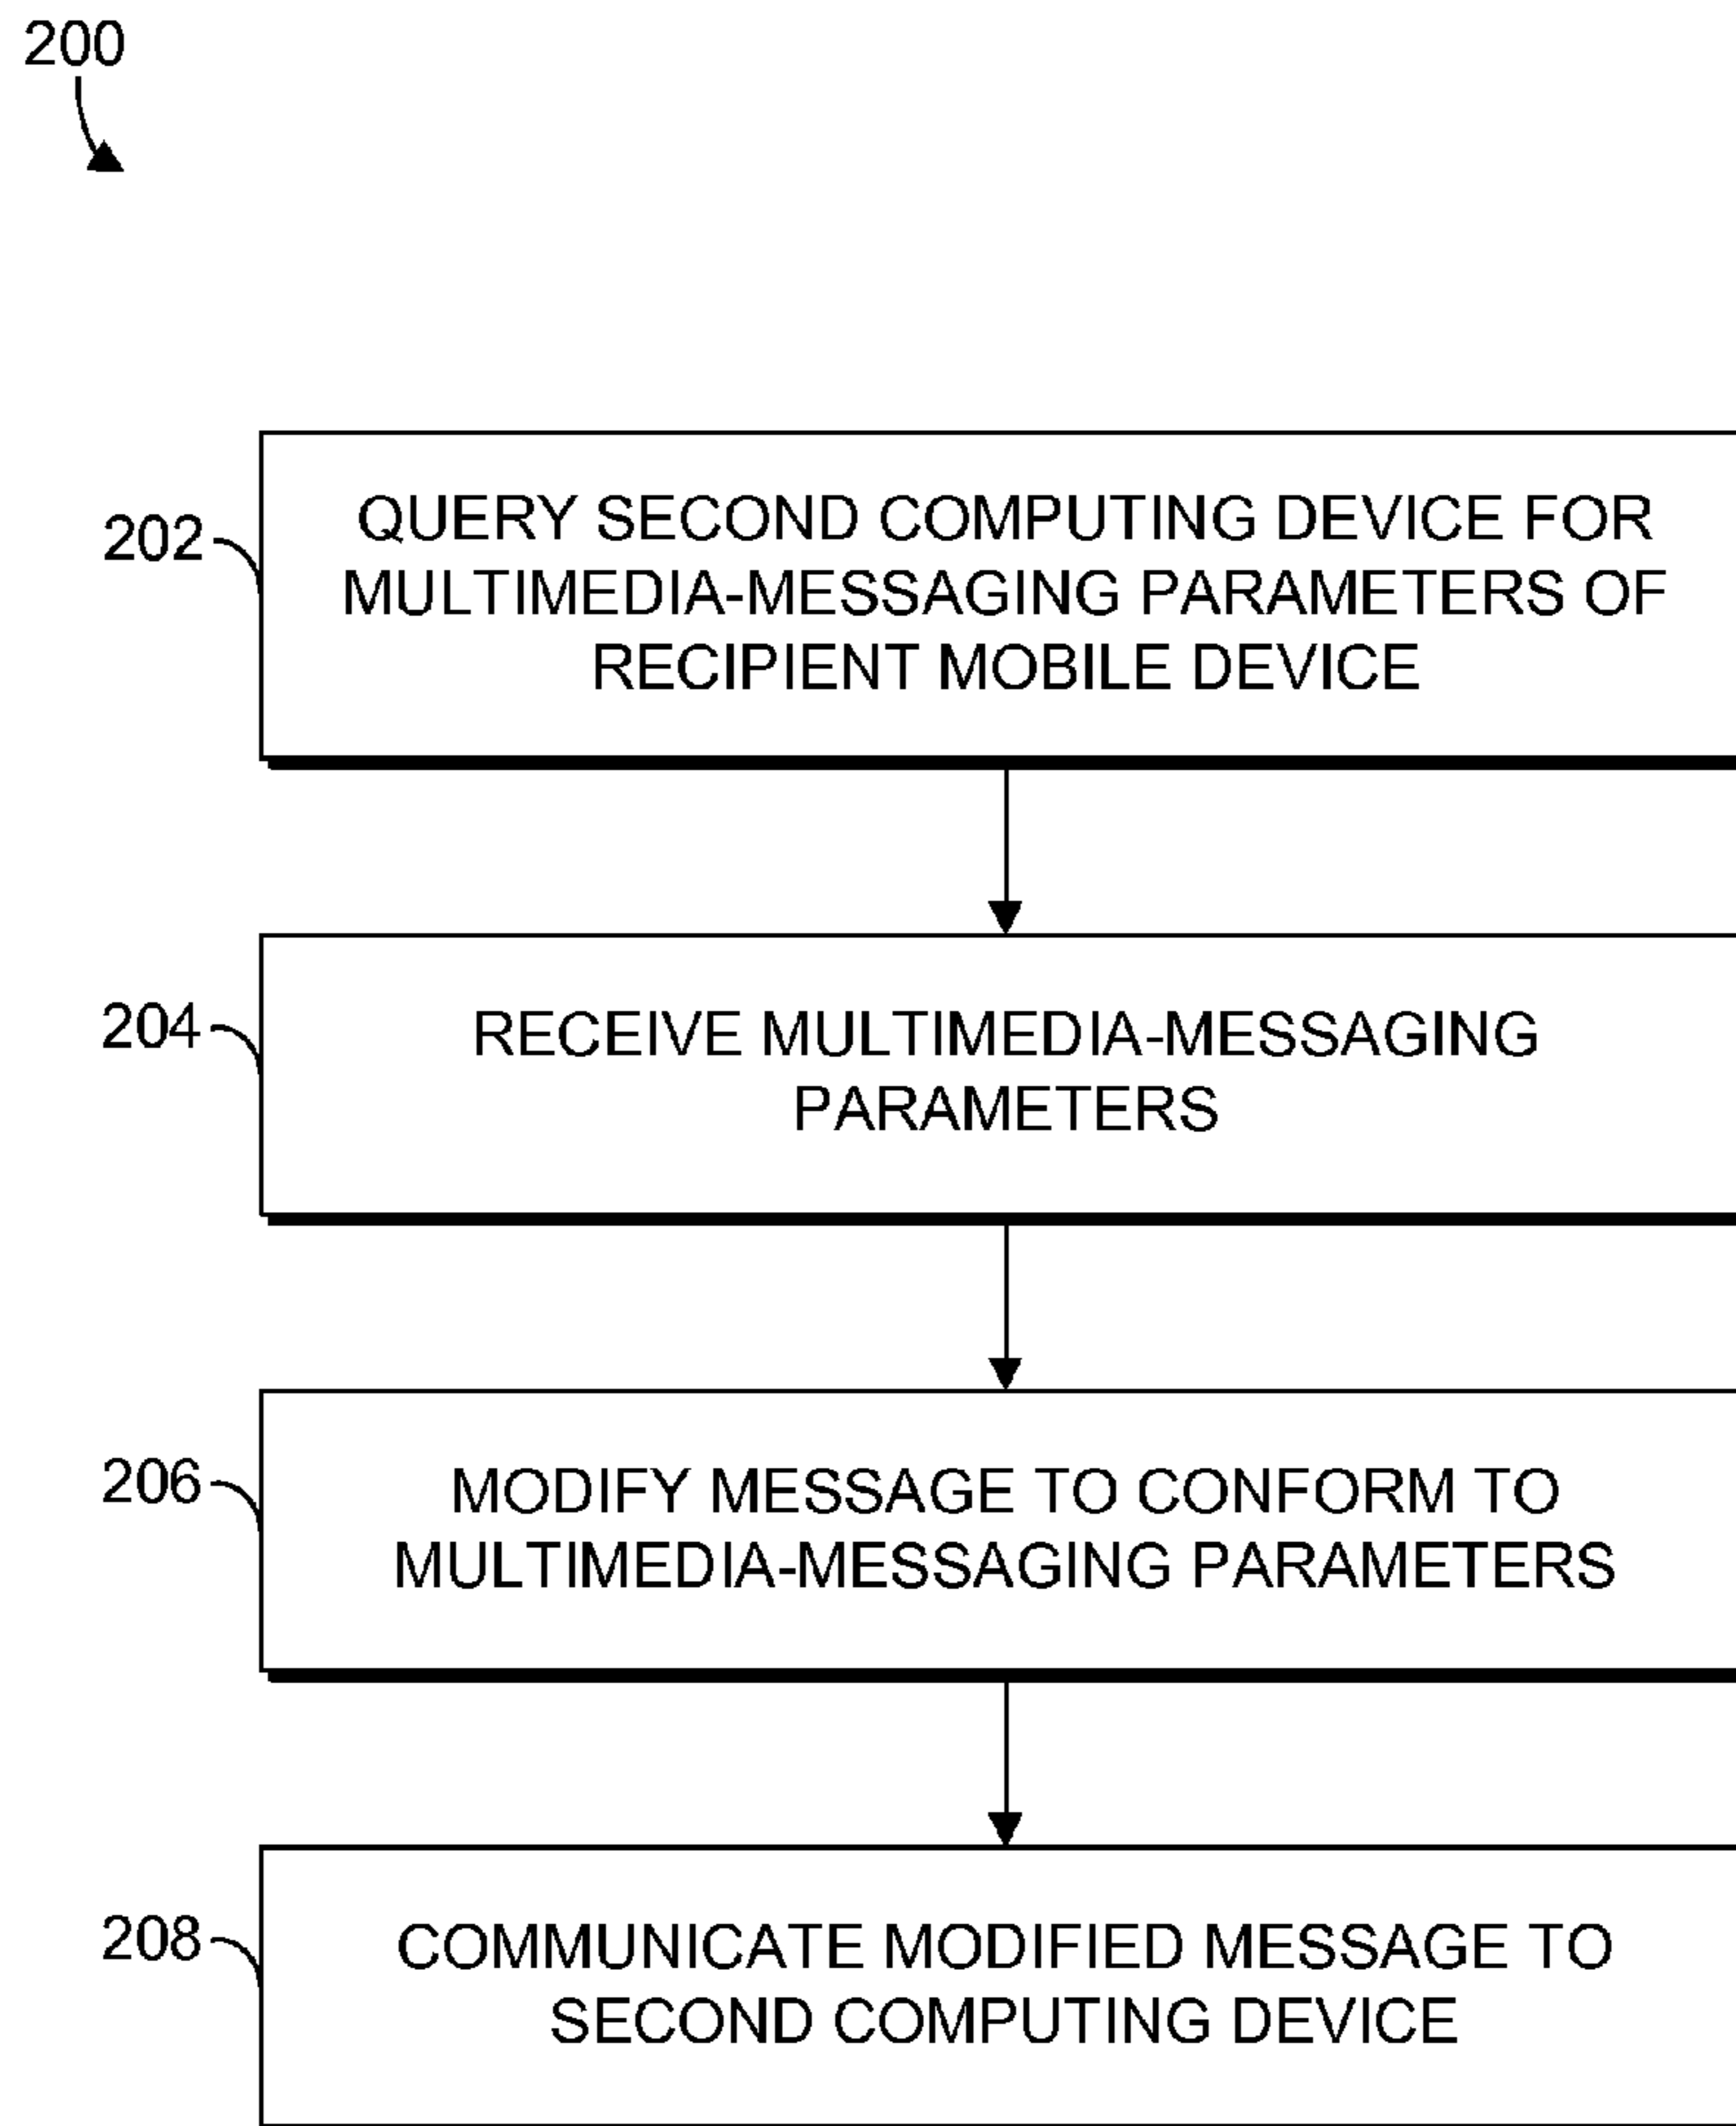 200
202
QUERY SECOND COMPUTING DEVICE FOR
MULTIMEDIA-MESSAGING PARAMETERS OF
RECIPIENT MOBILE DEVICE
204
RECEIVE MULTIMEDIA-MESSAGING
PARAMETERS
206
MODIFY MESSAGE TO CONFORM TO
MULTIMEDIA-MESSAGING PARAMETERS
208
COMMUNICATE MODIFIED MESSAGE TO
SECOND COMPUTING DEVICE